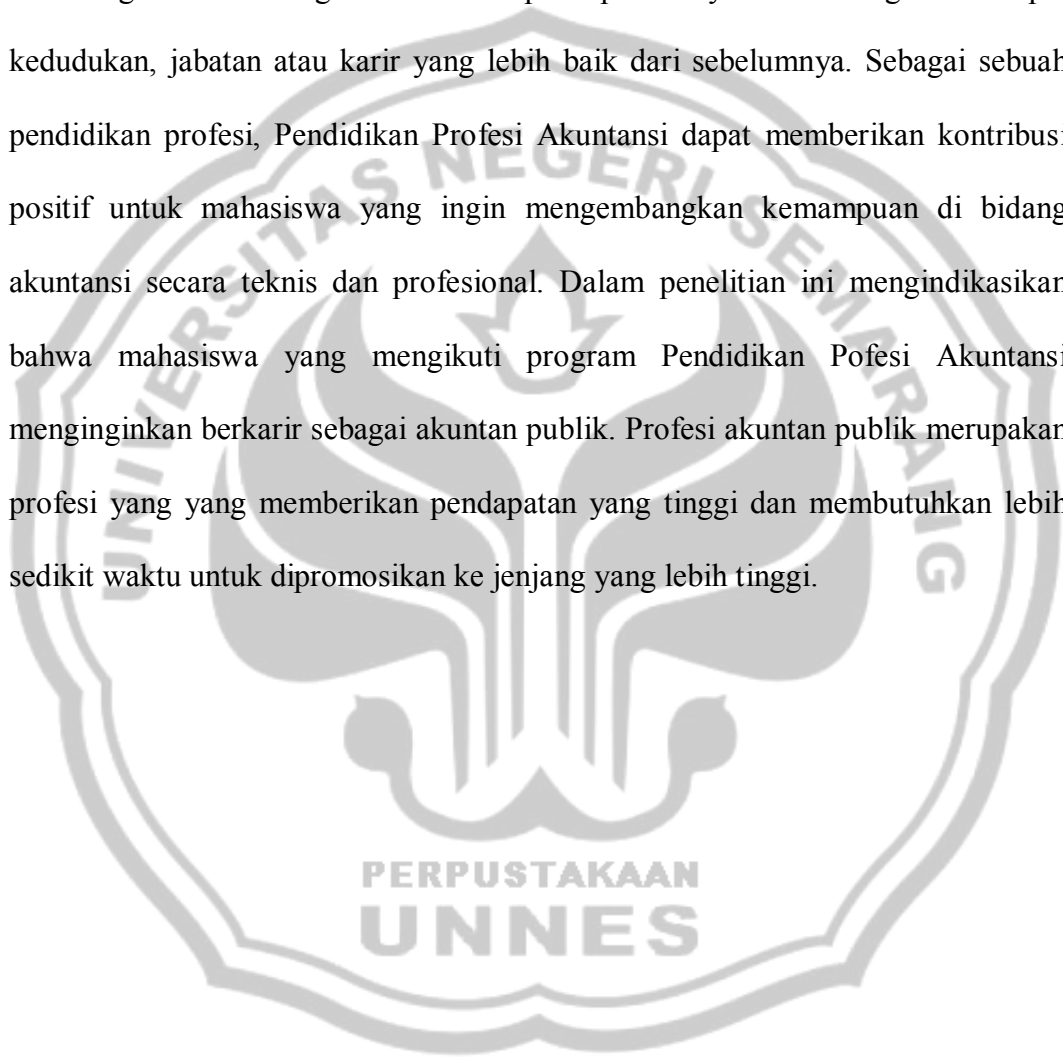 kedudukan, jabatan atau karir yang lebih baik dari sebelumnya. Sebagai sebuah
pendidikan profesi, Pendidikan Profesi Akuntansi dapat memberikan kontribusi
positif untuk mahasiswa yang ingin mengembangkan kemampuan di bidang
akuntansi secara teknis dan profesional. Dalam penelitian ini mengindikasikan
bahwa mahasiswa yang mengikuti program Pendidikan Pofesi Akuntansi
menginginkan berkarir sebagai akuntan publik. Profesi akuntan publik merupakan
profesi yang yang memberikan pendapatan yang tinggi dan membutuhkan lebih
sedikit waktu untuk dipromosikan ke jenjang yang lebih tinggi.
UNIVERSITAS NEGERI SEMARANG
PERPUSTAKAAN
UNNES